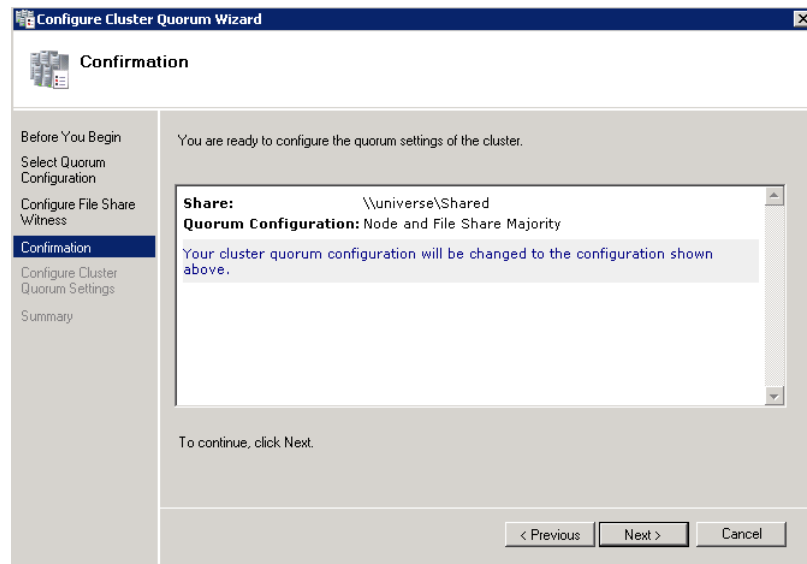 Configure Cluster Quorum Wizard
Confirmation
Before You Begin
Select Quorum
Configuration
Configure File Share
Witness
Confirmation
Configure Cluster
Quorum Settings
Summary
You are ready to configure the quorum settings of the cluster.
Share: \\universe\Shared
Quorum Configuration: Node and File Share Majority
Your cluster quorum configuration will be changed to the configuration shown
above.
To continue, click Next.
< Previous
Next >
Cancel